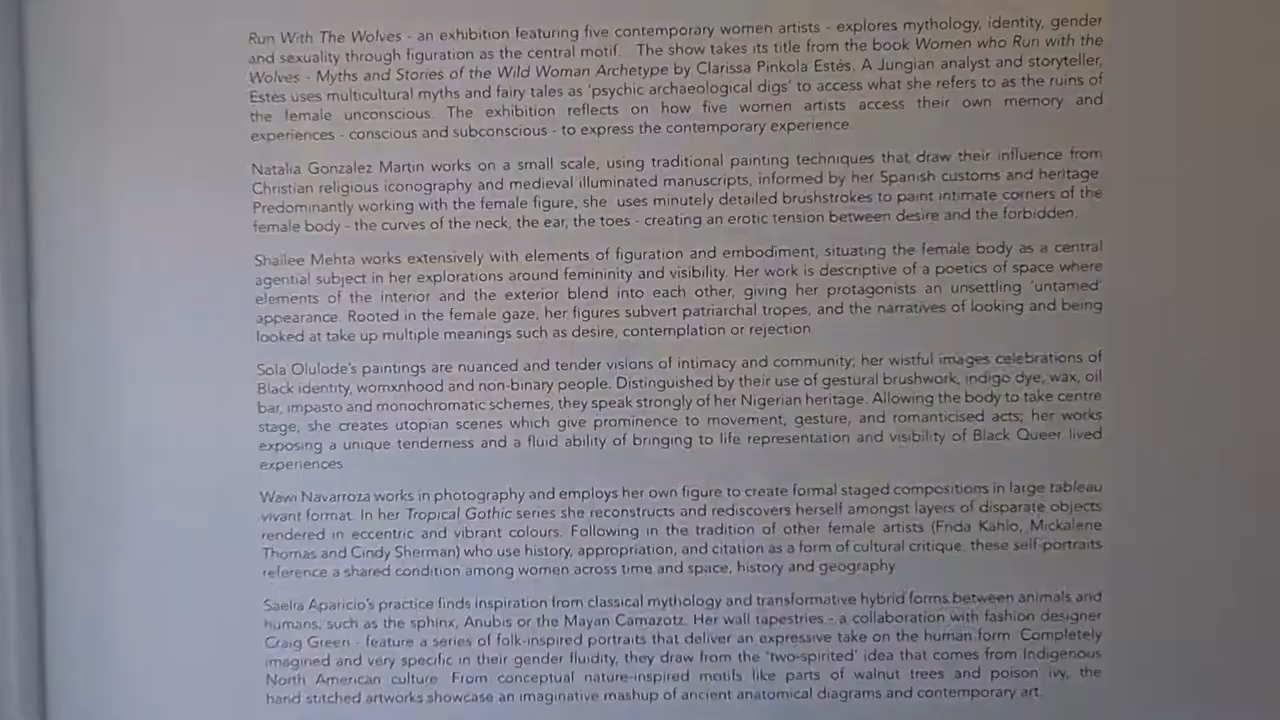 Run With The Wolves - an exhibition featuring five contemporary women artists - explores mythology, identity, gender
and sexuality through figuration as the central motif. The show takes its title from the book Women who Run with the
Wolves - Myths and Stories of the Wild Woman Archetype by Clarissa Pinkola Estés. A Jungian analyst and storyteller,
Estés uses multicultural myths and fairy tales as 'psychic archaeological digs' to access what she refers to as the ruins of
the female unconscious. The exhibition reflects on how five women artists access their own memory and
experiences - conscious and subconscious - to express the contemporary experience.
Natalia Gonzalez Martin works on a small scale, using traditional painting techniques that draw their influence from
Christian religious iconography and medieval illuminated manuscripts, informed by her Spanish customs and heritage.
Predominantly working with the female figure, she uses minutely detailed brushstrokes to paint intimate corners of the
female body - the curves of the neck, the ear, the toes - creating an erotic tension between desire and the forbidden.
Shailee Mehta works extensively with elements of figuration and embodiment, situating the female body as a central
agential subject in her explorations around femininity and visibility. Her work is descriptive of a poetics of space where
elements of the interior and the exterior blend into each other, giving her protagonists an unsettling 'untamed'
appearance. Rooted in the female gaze, her figures subvert patriarchal tropes, and the narratives of looking and being
looked at take up multiple meanings such as desire, contemplation or rejection.
Sola Olulode's paintings are nuanced and tender visions of intimacy and community; her wistful images celebrations of
Black identity, womxnhood and non-binary people. Distinguished by their use of gestural brushwork, indigo dye, wax, oil
bar, impasto and monochromatic schemes, they speak strongly of her Nigerian heritage. Allowing the body to take centre
stage, she creates utopian scenes which give prominence to movement, gesture, and romanticised acts; her works
exposing a unique tenderness and a fluid ability of bringing to life representation and visibility of Black Queer lived
experiences.
Wawi Navarroza works in photography and employs her own figure to create formal staged compositions in large tableau
vivant format. In her Tropical Gothic series she reconstructs and rediscovers herself amongst layers of disparate objects
rendered in eccentric and vibrant colours. Following in the tradition of other female artists (Frida Kahlo, Mickalene
Thomas and Cindy Sherman) who use history, appropriation, and citation as a form of cultural critique, these self-portraits
reference a shared condition among women across time and space, history and geography.
Saelia Aparicio's practice finds inspiration from classical mythology and transformative hybrid forms between animals and
humans, such as the sphinx, Anubis or the Mayan Camazotz. Her wall tapestries - a collaboration with fashion designer
Craig Green - feature a series of folk-inspired portraits that deliver an expressive take on the human form. Completely
imagined and very specific in their gender fluidity, they draw from the 'two-spirited' idea that comes from Indigenous
North American culture. From conceptual nature-inspired motifs like parts of walnut trees and poison ivy, the
hand stitched artworks showcase an imaginative mashup of ancient anatomical diagrams and contemporary art.